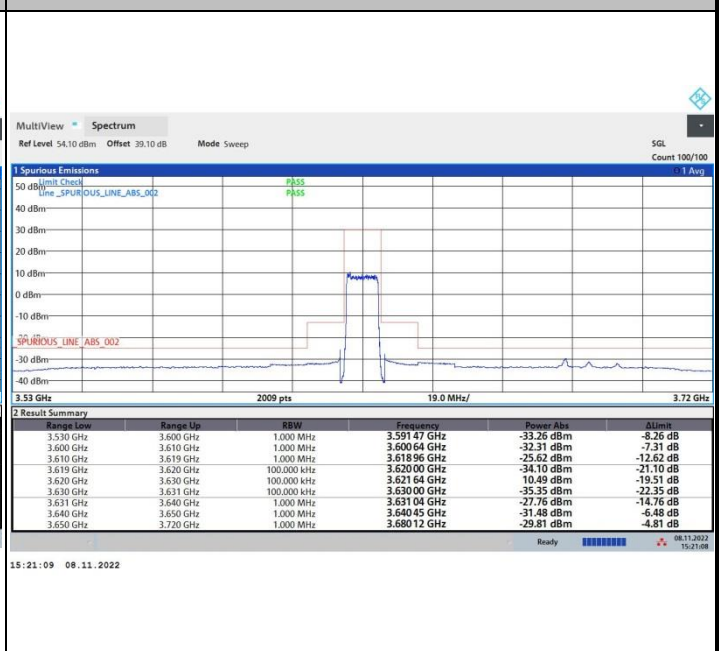 MultiView Spectrum
Ref Level 54.10 dBm Offset 39.10 dB Mode Sweep SGL
Count 100/100
1 Spurious Emissions 1 Avg
Limit Check PASS
Line _SPURIOUS_LINE_ABS_002 PASS
50 dBm
40 dBm
30 dBm
20 dBm
10 dBm
0 dBm
-10 dBm
_SPURIOUS_LINE_ABS_002
-30 dBm
-40 dBm
3.53 GHz 2009 pts 19.0 MHz/ 3.72 GHz
2 Result Summary
Range Low Range Up RBW Frequency Power Abs ΔLimit
3.530 GHz 3.600 GHz 1.000 MHz 3.591 47 GHz -33.26 dBm -8.26 dB
3.600 GHz 3.610 GHz 1.000 MHz 3.600 64 GHz -32.31 dBm -7.31 dB
3.610 GHz 3.619 GHz 1.000 MHz 3.618 96 GHz -25.62 dBm -12.62 dB
3.619 GHz 3.620 GHz 100.000 kHz 3.620 00 GHz -34.10 dBm -21.10 dB
3.620 GHz 3.630 GHz 100.000 kHz 3.621 64 GHz 10.49 dBm -19.51 dB
3.630 GHz 3.631 GHz 100.000 kHz 3.630 00 GHz -35.35 dBm -22.35 dB
3.631 GHz 3.640 GHz 1.000 MHz 3.631 04 GHz -27.76 dBm -14.76 dB
3.640 GHz 3.650 GHz 1.000 MHz 3.640 45 GHz -31.48 dBm -6.48 dB
3.650 GHz 3.720 GHz 1.000 MHz 3.680 12 GHz -29.81 dBm -4.81 dB
Ready 08.11.2022
15:21:08
15:21:09 08.11.2022